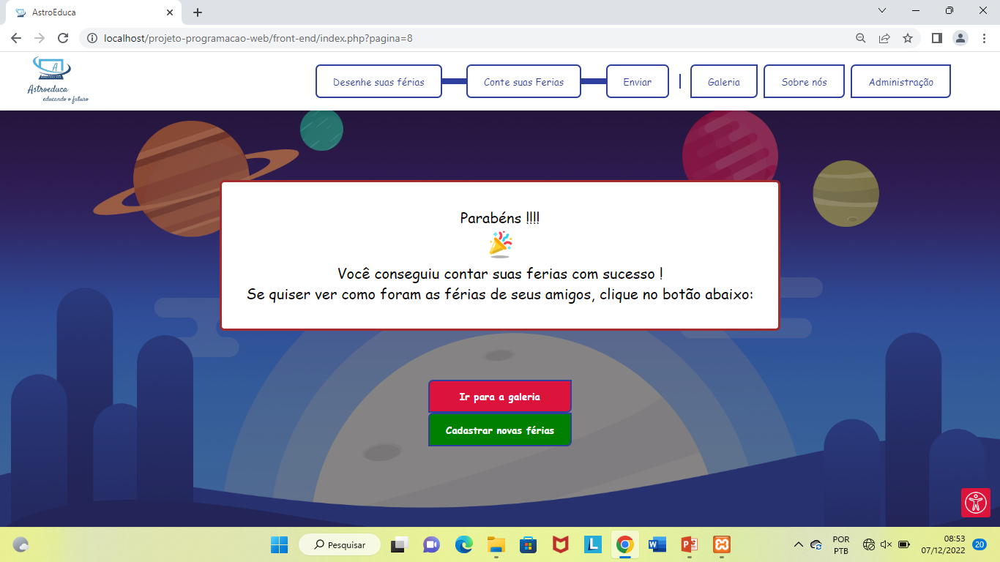 AstroEduca
localhost/projeto-programacao-web/front-end/index.php?pagina=8
A
Astroeduca
educando o futuro
Desenhe suas férias
Conte suas Ferias
Enviar
Galeria
Sobre nós
Administração
Parabéns !!!!
Você conseguiu contar suas ferias com sucesso !
Se quiser ver como foram as férias de seus amigos, clique no botão abaixo:
Ir para a galeria
Cadastrar novas férias
Pesquisar
L
W
P
POR
PTB
08:53
07/12/2022
20